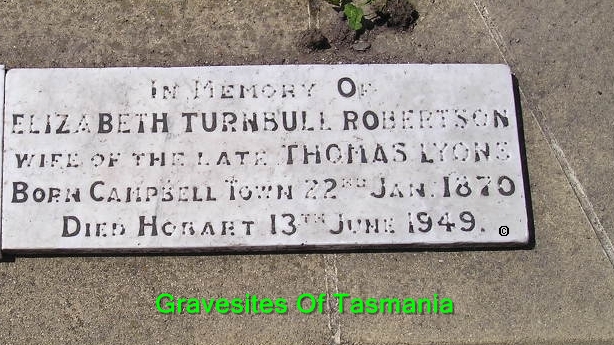 IN MEMORY OF
ELIZABETH TURNBULL ROBERTSON
WIFE OF THE LATE THOMAS LYONS
BORN CAMPBELL TOWN 22ND JAN. 1870
DIED HOBART 13TH JUNE 1949. ©
Gravesites Of Tasmania